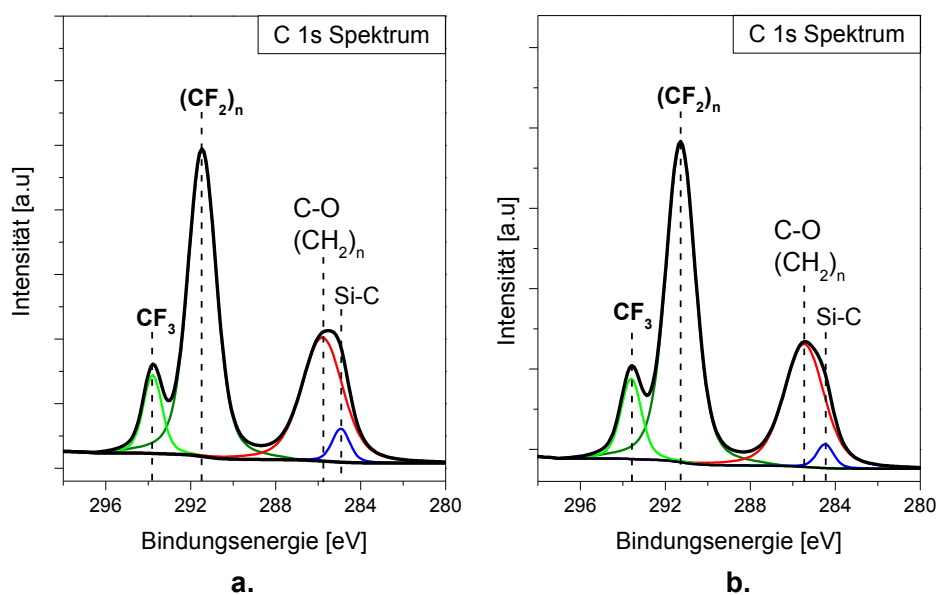 C 1s Spektrum
(CF₂)ₙ
C-O
(CH₂)ₙ
Si-C
CF₃
Intensität [a.u]
296 292 288 284 280
Bindungsenergie [eV]
a.
C 1s Spektrum
(CF₂)ₙ
C-O
(CH₂)ₙ
Si-C
CF₃
Intensität [a.u]
296 292 288 284 280
Bindungsenergie [eV]
b.